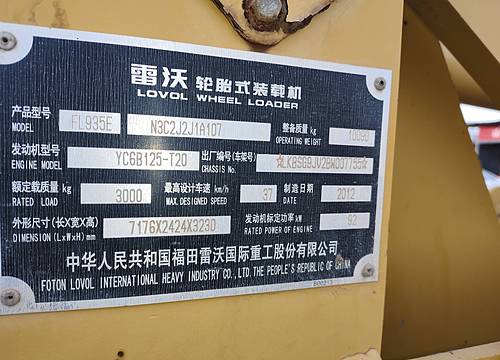 雷沃 轮胎式装载机
LOVOL WHEEL LOADER
产品型号 MODEL FL935E N3C2J2J1A107 整备质量 kg WEIGHT kg
发动机型号 ENGINE MODEL YC6B125-T20 出厂编号(车架号) CHASSIS No.
额定载质量 kg RATED LOAD kg 3000 最高设计车速 km/h MAX. DESIGNED SPEED 37 制造日期 DATE 2012
外形尺寸(长X宽X高) DIMENSION (LxWxH) mm 7176X2424X3230 发动机标定功率 kW RATED POWER OF ENGINE 92
中华人民共和国福田雷沃国际重工股份有限公司
FOTON LOVOL INTERNATIONAL HEAVY INDUSTRY CO., LTD. THE PEOPLE'S REPUBLIC OF CHINA